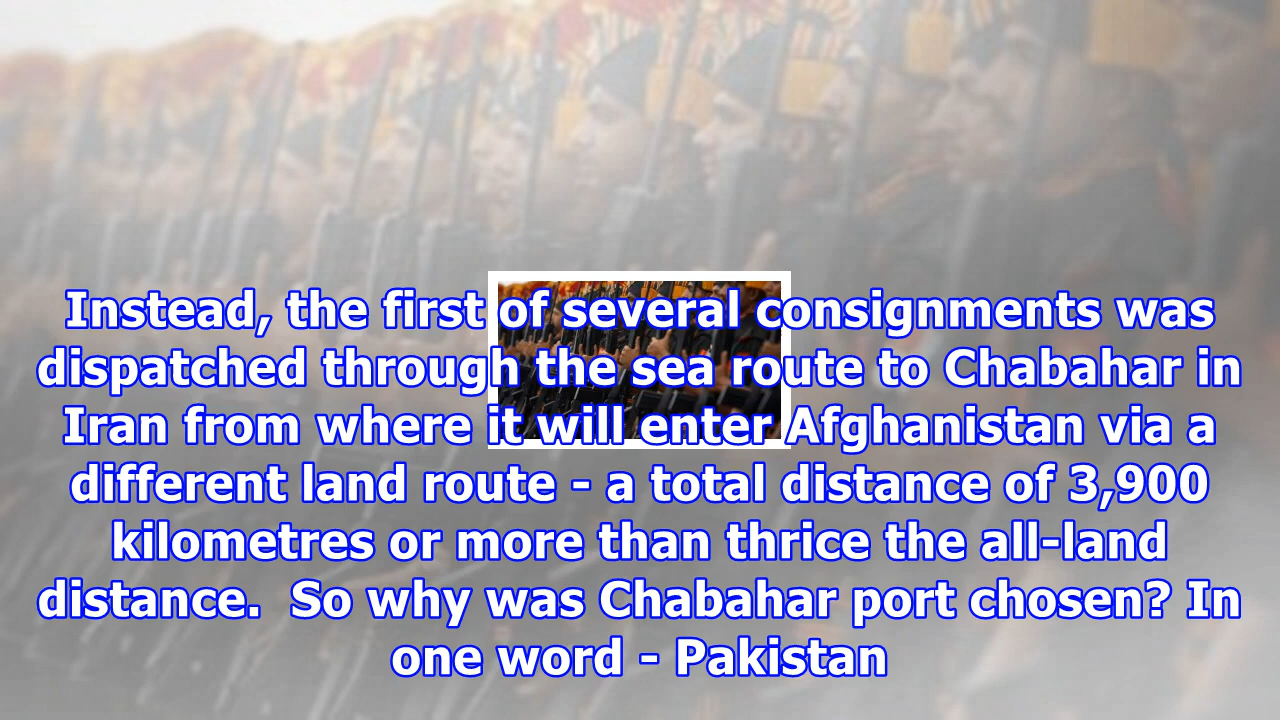 Instead, the first of several consignments was
dispatched through the sea route to Chabahar in
Iran from where it will enter Afghanistan via a
different land route - a total distance of 3,900
kilometres or more than thrice the all-land
distance.  So why was Chabahar port chosen? In
one word - Pakistan